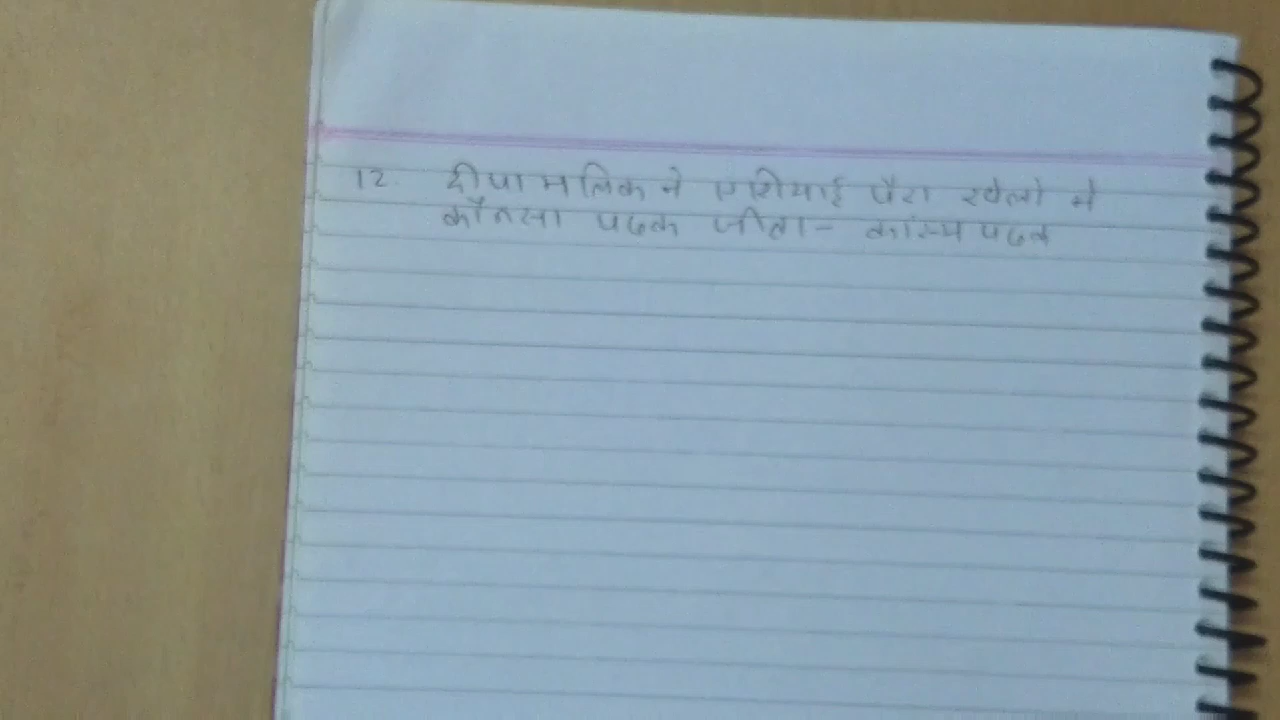 12. दीपा मलिक ने एशियाई पैरा खेलो मे
कौनसा पदक जीता - कांस्य पदक